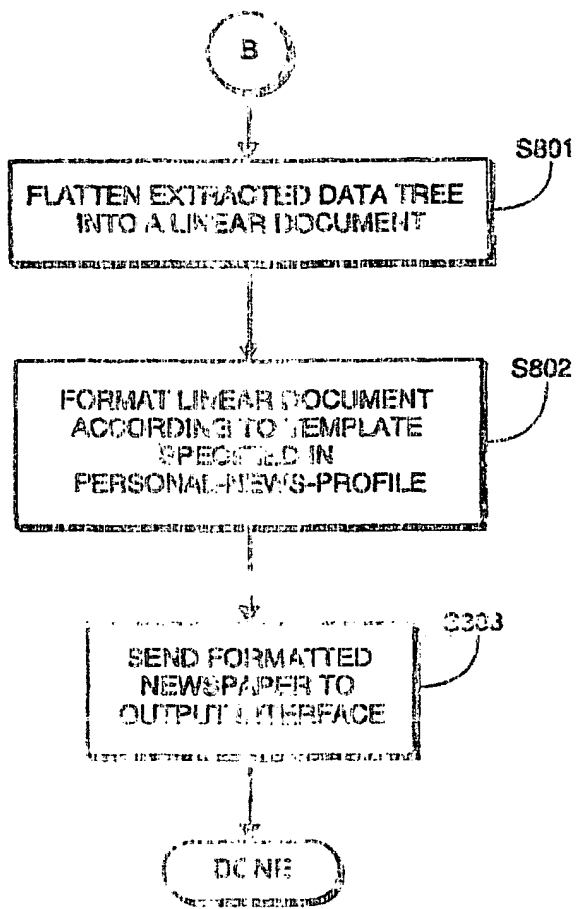 B
S801
FLATTEN EXTRACTED DATA TREE
INTO A LINEAR DOCUMENT
S802
FORMAT LINEAR DOCUMENT
ACCORDING TO TEMPLATE
SPECIFIED IN
PERSONAL-NEWS-PROFILE
S803
SEND FORMATTED
NEWSPAPER TO
OUTPUT INTERFACE
DONE